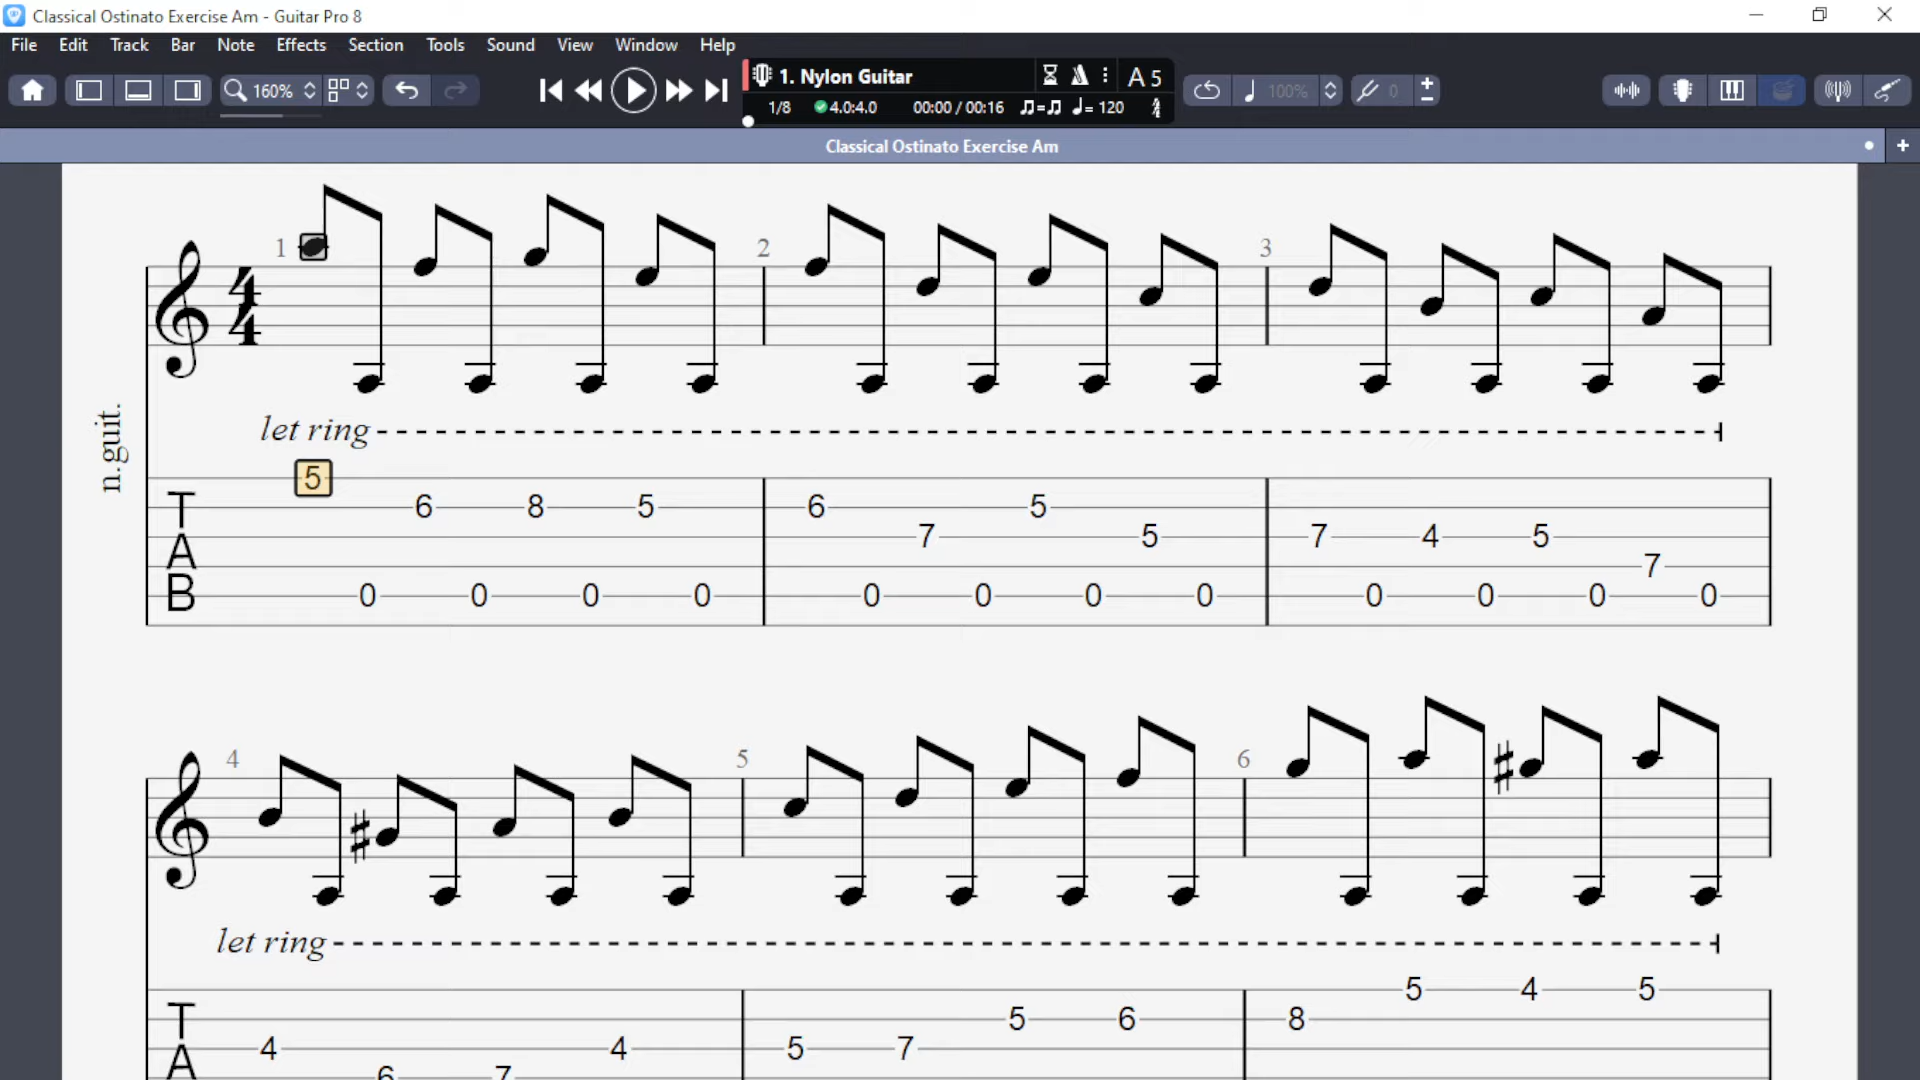 Classical Ostinato Exercise Am - Guitar Pro 8
File Edit Track Bar Note Effects Section Tools Sound View Window Help
160% 1. Nylon Guitar A 5 100% 0
1/8 4.0:4.0 00:00 / 00:16 ♫=♫ ♩= 120
Classical Ostinato Exercise Am
1 2 3
4
4
n.guit.
let ring
5
T 6 8 5 6 5
A 7 5 7 4 5
7
B 0 0 0 0 0 0 0 0 0 0 0 0
4 5 6
let ring
5 4 5
T 5 6 8
A 4 4 5 7
6 7